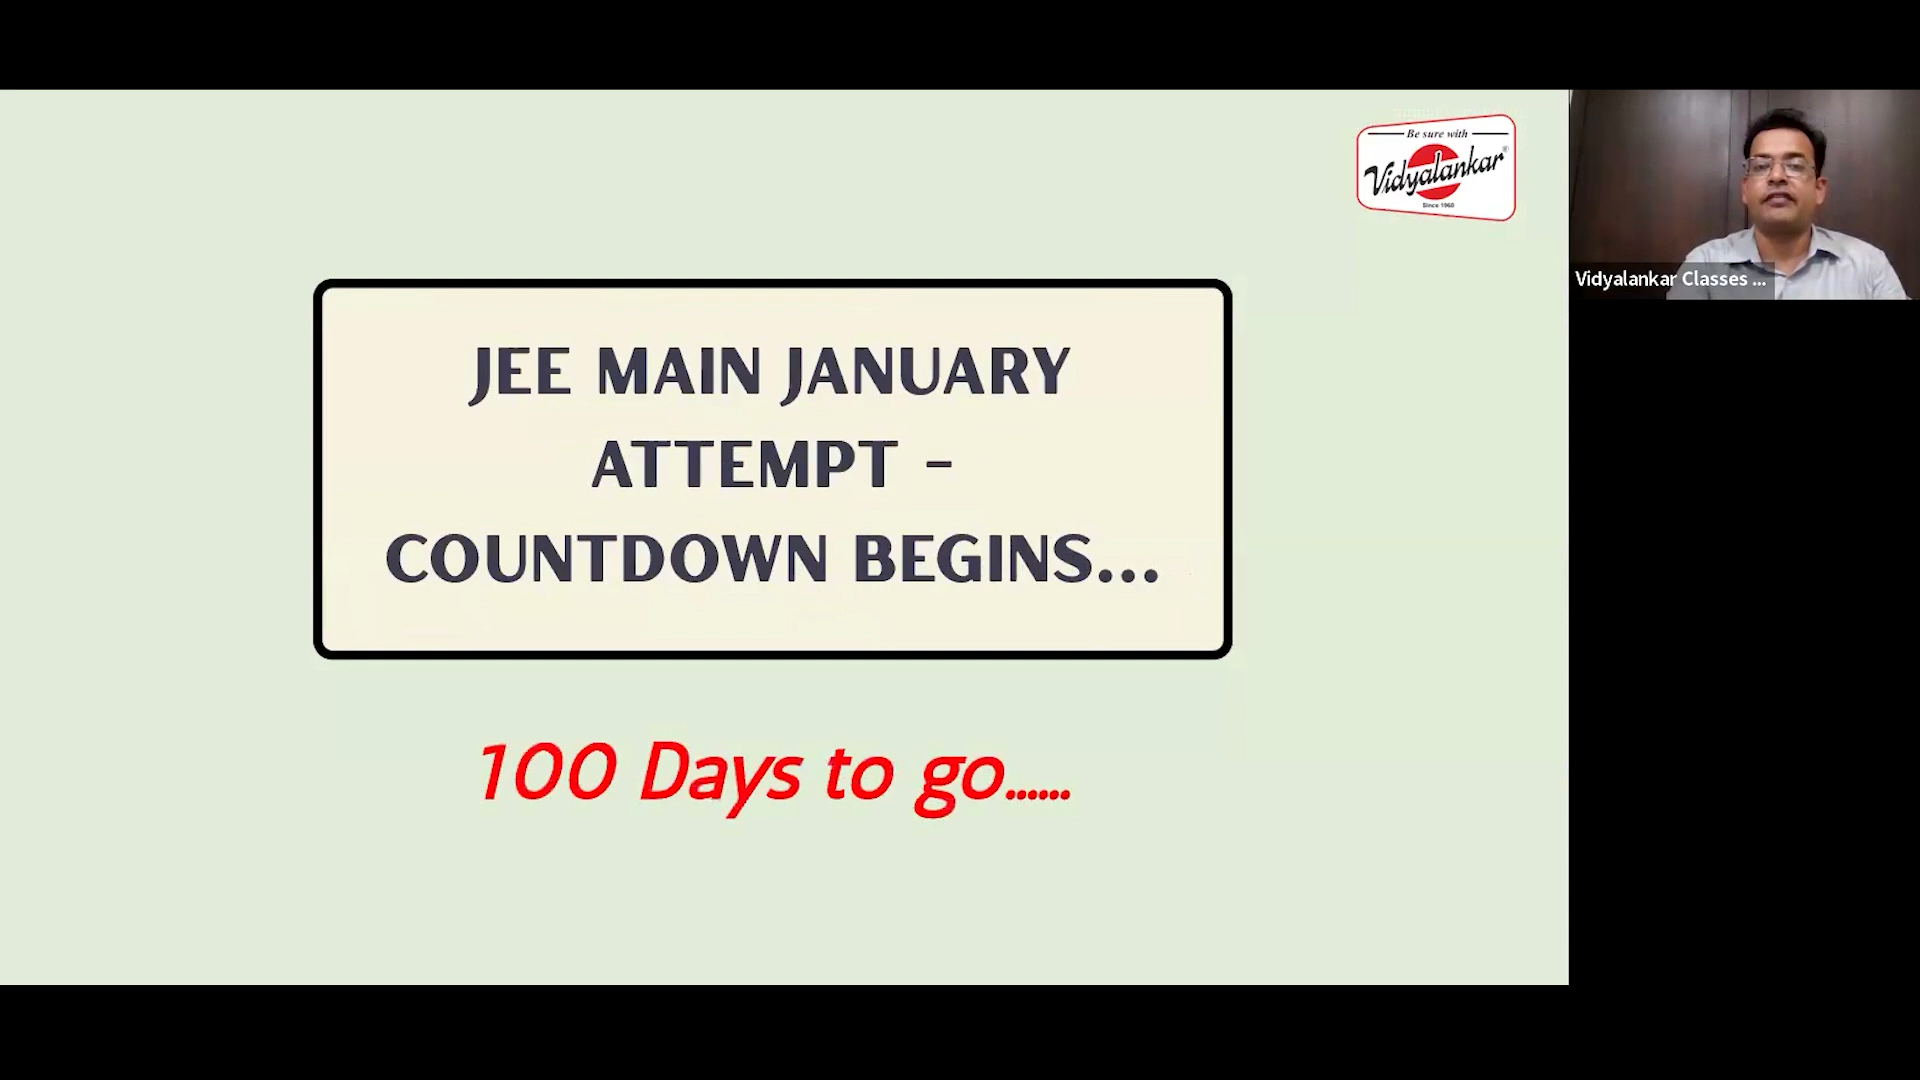 Be sure with
Vidyalankar®
Since 1960
Vidyalankar Classes ...
JEE MAIN JANUARY
ATTEMPT -
COUNTDOWN BEGINS...
100 Days to go......